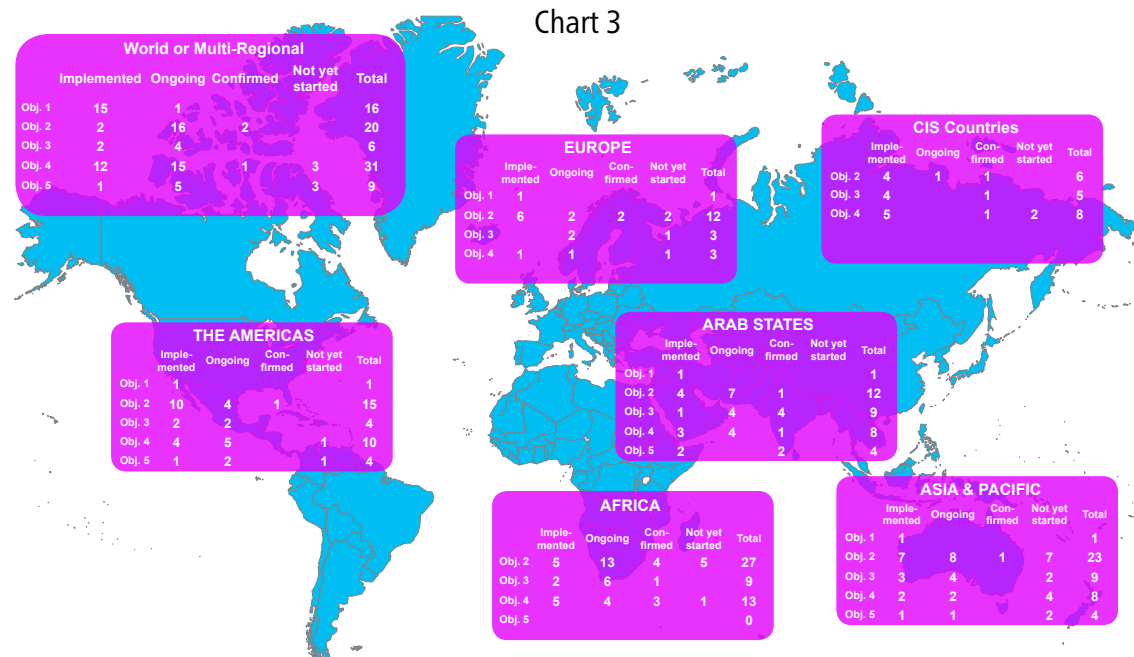 Chart 3
World or Multi-Regional
Implemented Ongoing Confirmed Not yet started Total
Obj. 1 15 1 16
Obj. 2 2 16 2 20
Obj. 3 2 4 6
Obj. 4 12 15 1 3 31
Obj. 5 1 5 3 9
EUROPE
Imple-mented Ongoing Con-firmed Not yet started Total
Obj. 1 1 1
Obj. 2 6 2 2 2 12
Obj. 3 2 1 3
Obj. 4 1 1 1 3
CIS Countries
Imple-mented Ongoing Con-firmed Not yet started Total
Obj. 2 4 1 1 6
Obj. 3 4 1 5
Obj. 4 5 1 2 8
THE AMERICAS
Imple-mented Ongoing Con-firmed Not yet started Total
Obj. 1 1 1
Obj. 2 10 4 1 15
Obj. 3 2 2 4
Obj. 4 4 5 1 10
Obj. 5 1 2 1 4
ARAB STATES
Imple-mented Ongoing Con-firmed Not yet started Total
Obj. 1 1 1
Obj. 2 4 7 1 12
Obj. 3 1 4 4 9
Obj. 4 3 4 1 8
Obj. 5 2 2 4
AFRICA
Imple-mented Ongoing Con-firmed Not yet started Total
Obj. 2 5 13 4 5 27
Obj. 3 2 6 1 9
Obj. 4 5 4 3 1 13
Obj. 5 0
ASIA & PACIFIC
Imple-mented Ongoing Con-firmed Not yet started Total
Obj. 1 1 1
Obj. 2 7 8 1 7 23
Obj. 3 3 4 2 9
Obj. 4 2 2 4 8
Obj. 5 1 1 2 4